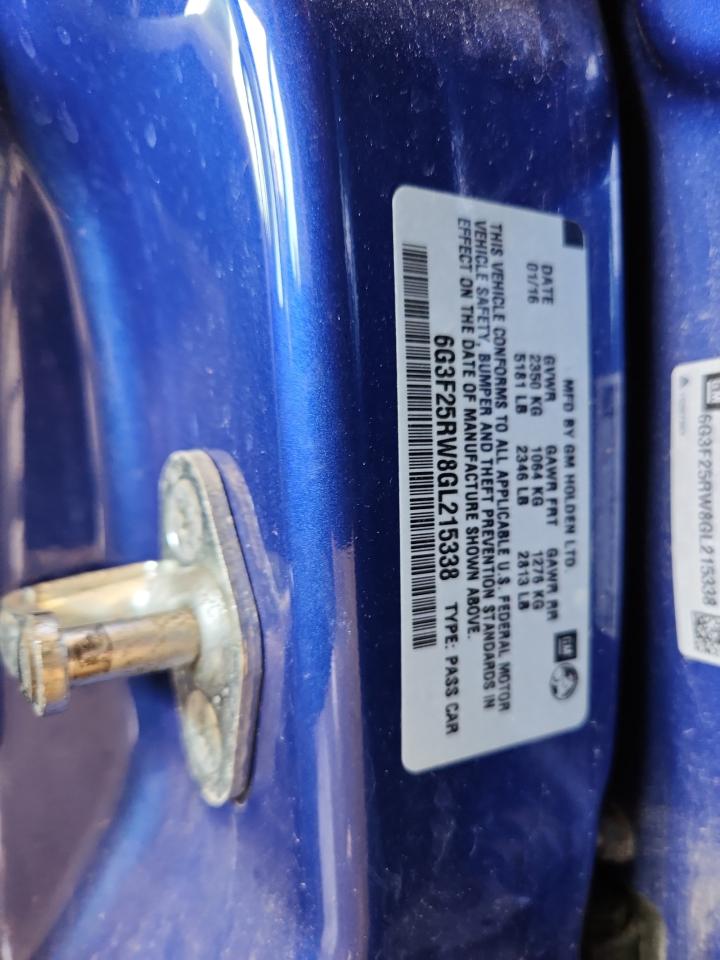 MFD BY GM HOLDEN LTD.
DATE GVWR GAWR FRT GAWR RR
01/16 2350 KG 1064 KG 1276 KG
5181 LB 2346 LB 2813 LB
THIS VEHICLE CONFORMS TO ALL APPLICABLE U.S. FEDERAL MOTOR
VEHICLE SAFETY, BUMPER AND THEFT PREVENTION STANDARDS IN
EFFECT ON THE DATE OF MANUFACTURE SHOWN ABOVE.
6G3F25RW8GL215338 TYPE: PASS CAR
GM
GM
6G3F25RW8GL215338